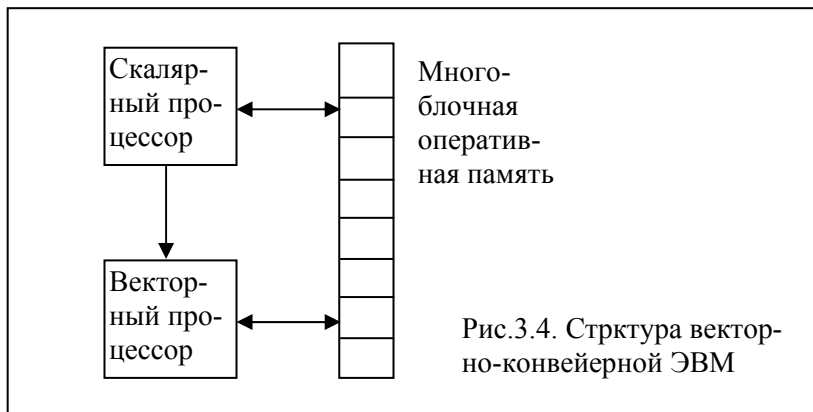 Скаляр-
ный про-
цессор
Много-
блочная
оператив-
ная память
Вектор-
ный про-
цессор
Рис.3.4. Стрктура вектор-
но-конвейерной ЭВМ